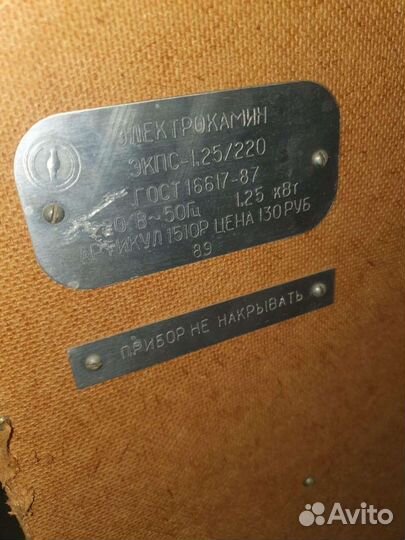 ЭЛЕКТРОКАМИН
ЭКПС-1,25/220
ГОСТ 16617-87
В~50Гц 1.25 кВт
АРТИКУЛ 1510Р ЦЕНА 130 РУБ
89
ПРИБОР НЕ НАКРЫВАТЬ
Avito